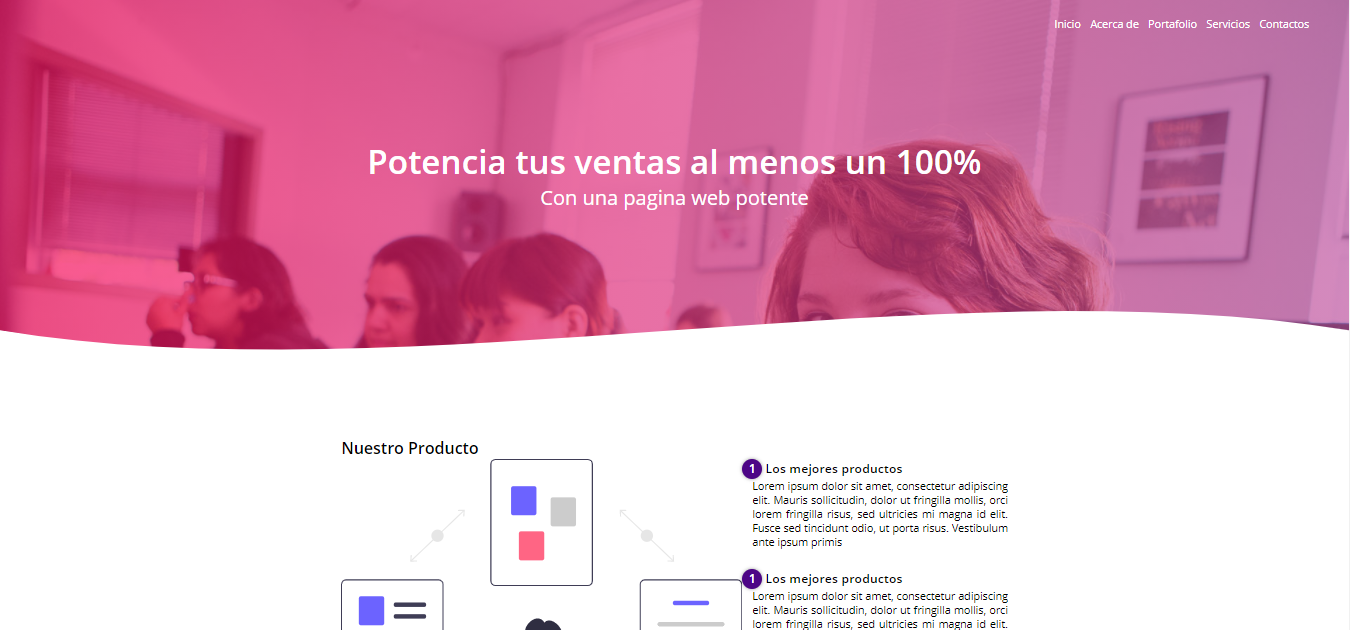 Inicio Acerca de Portafolio Servicios Contactos
Potencia tus ventas al menos un 100%
Con una pagina web potente
Nuestro Producto
1 Los mejores productos
Lorem ipsum dolor sit amet, consectetur adipiscing
elit. Mauris sollicitudin, dolor ut fringilla mollis, orci
lorem fringilla risus, sed ultricies mi magna id elit.
Fusce sed tincidunt odio, ut porta risus. Vestibulum
ante ipsum primis
1 Los mejores productos
Lorem ipsum dolor sit amet, consectetur adipiscing
elit. Mauris sollicitudin, dolor ut fringilla mollis, orci
lorem fringilla risus, sed ultricies mi magna id elit.